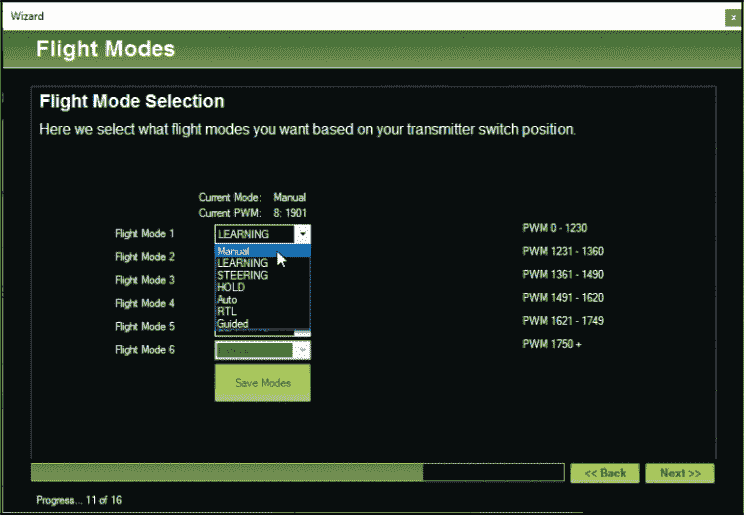 Wizard
x
Flight Modes
Flight Mode Selection
Here we select what flight modes you want based on your transmitter switch position.
Current Mode: Manual
Current PWM: 8: 1901
Flight Mode 1 LEARNING PWM 0 - 1230
Manual
Flight Mode 2 LEARNING PWM 1231 - 1360
Flight Mode 3 STEERING PWM 1361 - 1490
HOLD
Flight Mode 4 Auto PWM 1491 - 1620
RTL
Flight Mode 5 Guided PWM 1621 - 1749
Flight Mode 6 PWM 1750 +
Save Modes
<< Back Next >>
Progress... 11 of 16